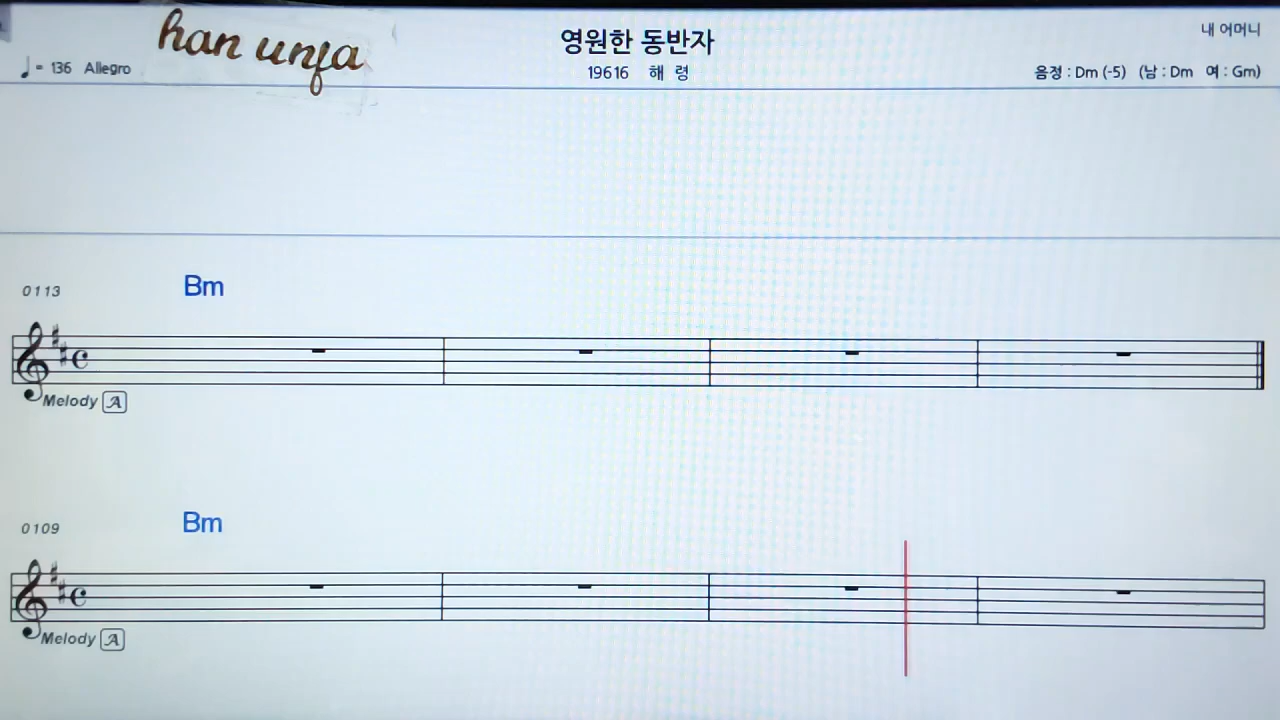 han unfa
영원한 동반자
내 어머니
♩ = 136 Allegro
19616 해 령
음정 : Dm (-5) (남 : Dm 여 : Gm)
0113 Bm
Melody A
0109 Bm
Melody A